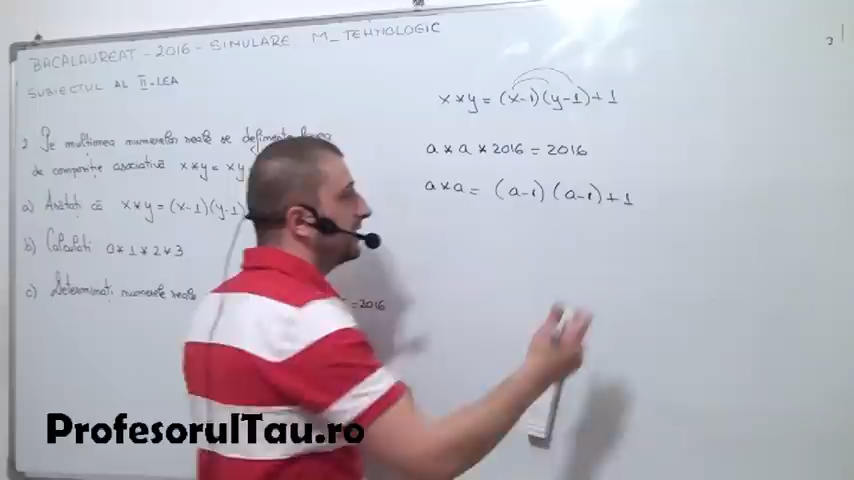 BACALAUREAT - 2016 - SIMULARE M_TEHNOLOGIC
SUBIECTUL AL II-LEA
2 Pe mulțimea numerelor reale se definește legea
de compoziție asociativă x*y = xy
a) Arătați că x*y = (x-1)(y-1)
b) Calculați 0*1*2*3
c) Determinați numerele reale
=2016
x*y = (x-1)(y-1)+1
a*a*2016 = 2016
a*a = (a-1)(a-1)+1
ProfesorulTau.ro